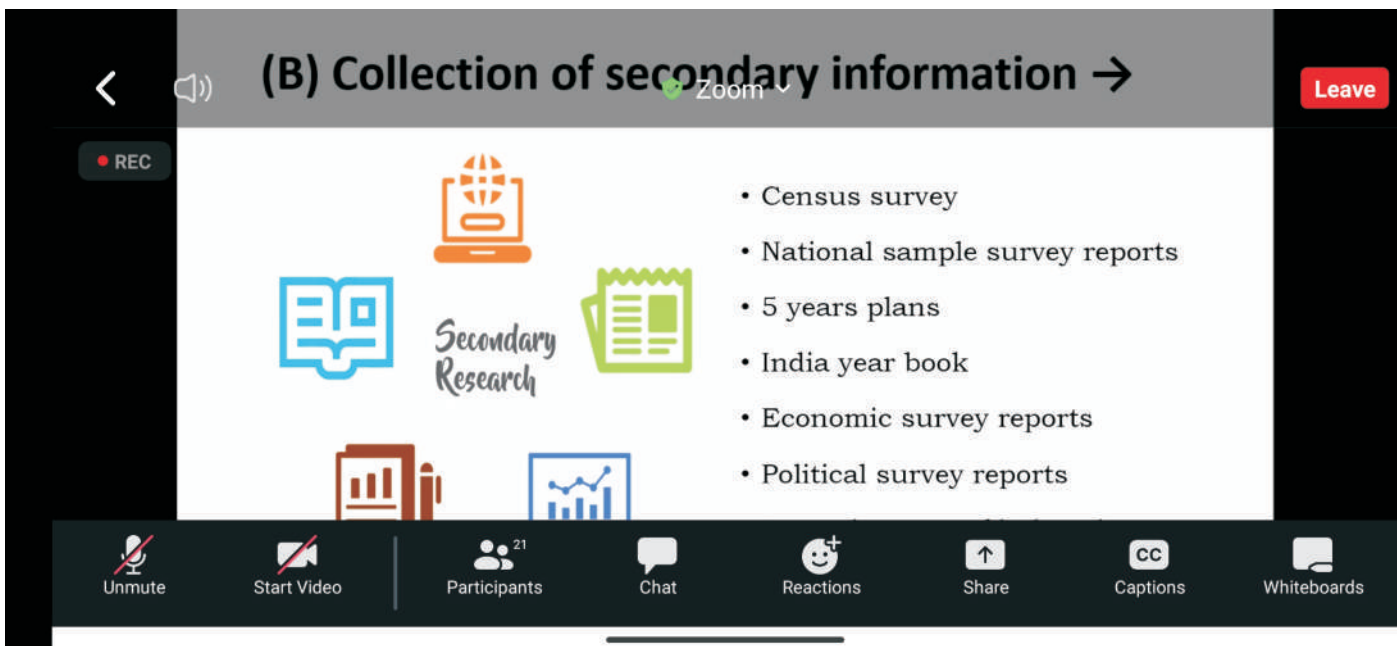 (B) Collection of secondary information →
Zoom
Leave
REC
• Census survey
• National sample survey reports
• 5 years plans
• India year book
• Economic survey reports
• Political survey reports
Secondary
Research
21
Unmute
Start Video
Participants
Chat
Reactions
Share
CC
Captions
Whiteboards